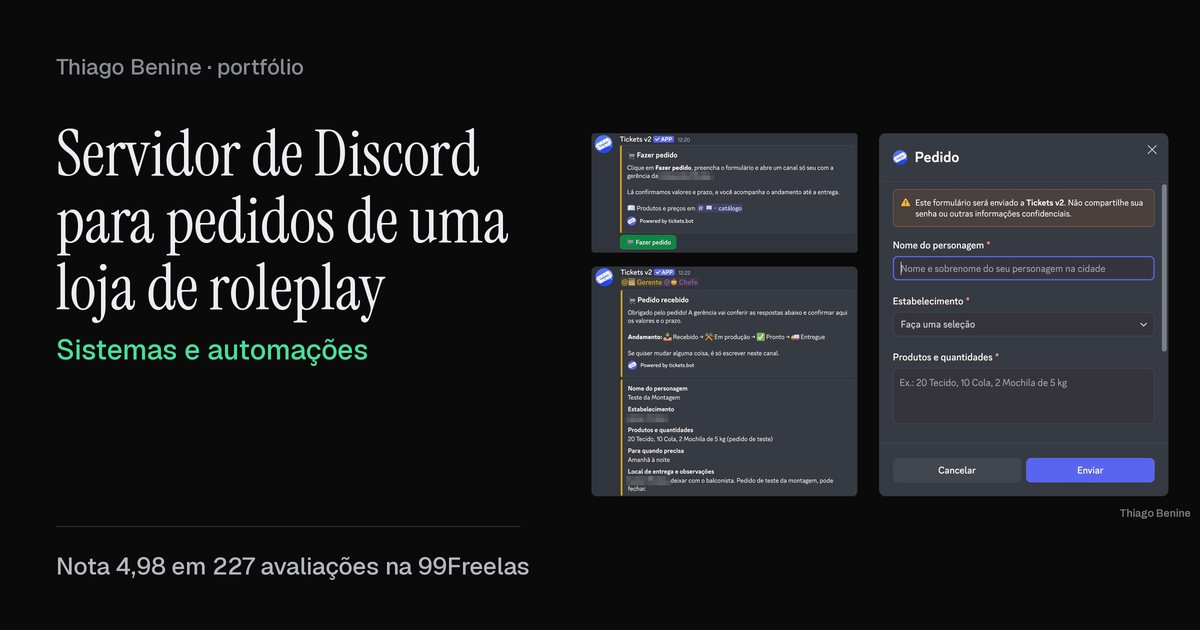 Thiago Benine · portfólio
Servidor de Discord
para pedidos de uma
loja de roleplay
Sistemas e automações
Nota 4,98 em 227 avaliações na 99Freelas
Tickets v2 APP 12:20
Fazer pedido
Clique em Fazer pedido, preencha o formulário e abre um canal só seu com a
gerência da
Lá confirmamos valores e prazo, e você acompanha o andamento até a entrega.
Produtos e preços em # · catálogo
Powered by tickets.bot
Fazer pedido
Tickets v2 APP 12:22
@ Gerente @ Chefe
Pedido recebido
Obrigado pelo pedido! A gerência vai conferir as respostas abaixo e confirmar aqui
os valores e o prazo.
Andamento: Recebido → Em produção → Pronto → Entregue
Se quiser mudar alguma coisa, é só escrever neste canal.
Powered by tickets.bot
Nome do personagem
Teste da Montagem
Estabelecimento
Produtos e quantidades
20 Tecido, 10 Cola, 2 Mochila de 5 kg (pedido de teste)
Para quando precisa
Amanhã à noite
Local de entrega e observações
deixar com o balconista. Pedido de teste da montagem, pode
fechar.
Pedido
Este formulário será enviado a Tickets v2. Não compartilhe sua
senha ou outras informações confidenciais.
Nome do personagem *
Nome e sobrenome do seu personagem na cidade
Estabelecimento *
Faça uma seleção
Produtos e quantidades *
Ex.: 20 Tecido, 10 Cola, 2 Mochila de 5 kg
Cancelar
Enviar
Thiago Benine